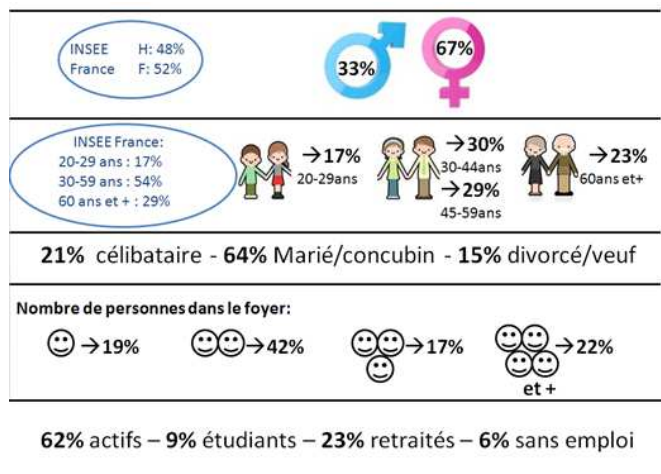 INSEE H: 48%
France F: 52%
33%
67%
INSEE France:
20-29 ans : 17%
30-59 ans : 54%
60 ans et + : 29%
→17%
20-29ans
→30%
30-44ans
→29%
45-59ans
→23%
60ans et+
21% célibataire - 64% Marié/concubin - 15% divorcé/veuf
Nombre de personnes dans le foyer:
→19% →42% →17% →22%
et +
62% actifs – 9% étudiants – 23% retraités – 6% sans emploi